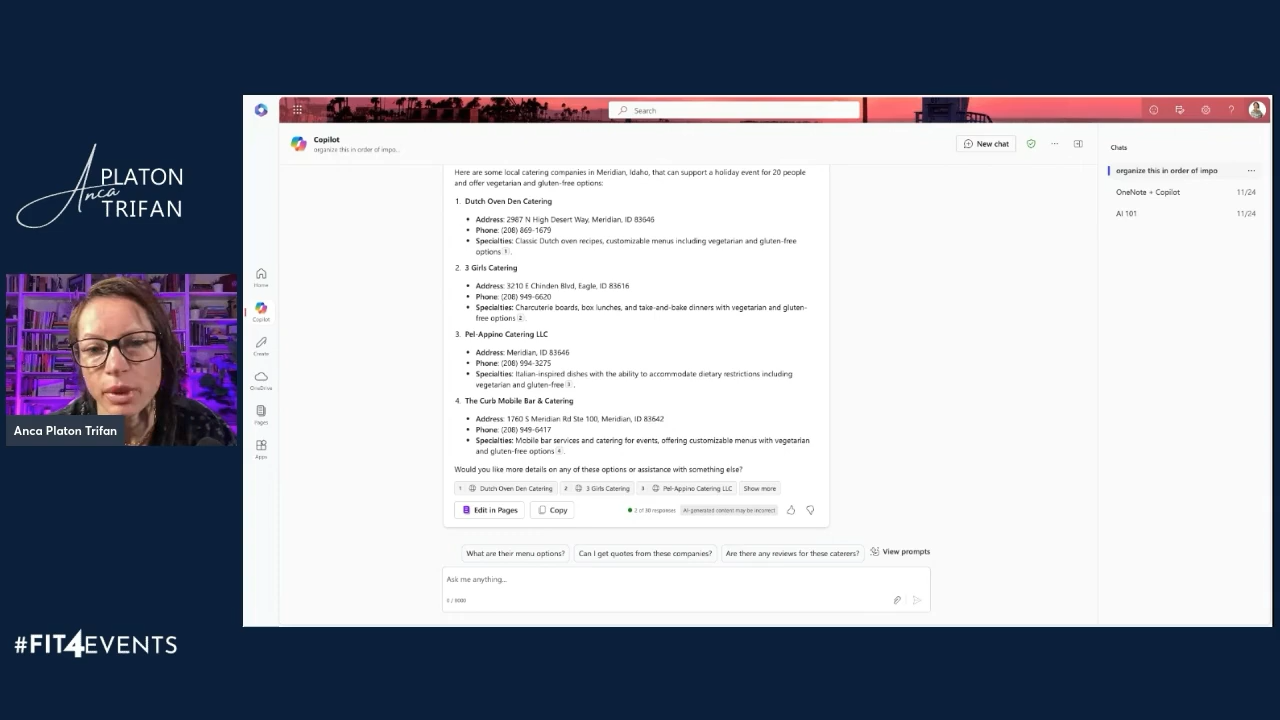 PLATON
Anca
TRIFAN
Anca Platon Trifan
#FIT4EVENTS
Search
Copilot
organize this in order of impo...
New chat
Home
Copilot
Create
OneDrive
Pages
Apps
Here are some local catering companies in Meridian, Idaho, that can support a holiday event for 20 people
and offer vegetarian and gluten-free options:
1. Dutch Oven Den Catering
• Address: 2987 N High Desert Way, Meridian, ID 83646
• Phone: (208) 869-1679
• Specialties: Classic Dutch oven recipes, customizable menus including vegetarian and gluten-free
options 1.
2. 3 Girls Catering
• Address: 3210 E Chinden Blvd, Eagle, ID 83616
• Phone: (208) 949-6620
• Specialties: Charcuterie boards, box lunches, and take-and-bake dinners with vegetarian and gluten-
free options 2.
3. Pel-Appino Catering LLC
• Address: Meridian, ID 83646
• Phone: (208) 994-3275
• Specialties: Italian-inspired dishes with the ability to accommodate dietary restrictions including
vegetarian and gluten-free 3.
4. The Curb Mobile Bar & Catering
• Address: 1760 S Meridian Rd Ste 100, Meridian, ID 83642
• Phone: (208) 949-6417
• Specialties: Mobile bar services and catering for events, offering customizable menus with vegetarian
and gluten-free options 4.
Would you like more details on any of these options or assistance with something else?
1 Dutch Oven Den Catering 2 3 Girls Catering 3 Pel-Appino Catering LLC Show more
Edit in Pages Copy 2 of 30 responses AI-generated content may be incorrect
What are their menu options? Can I get quotes from these companies? Are there any reviews for these caterers? View prompts
Ask me anything...
0 / 8000
Chats
organize this in order of impo ...
OneNote + Copilot 11/24
AI 101 11/24